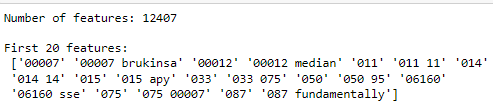 Number of features: 12407
First 20 features:
['00007' '00007 brukinsa' '00012' '00012 median' '011' '011 11' '014'
'014 14' '015' '015 apy' '033' '033 075' '050' '050 95' '06160'
'06160 sse' '075' '075 00007' '087' '087 fundamentally']